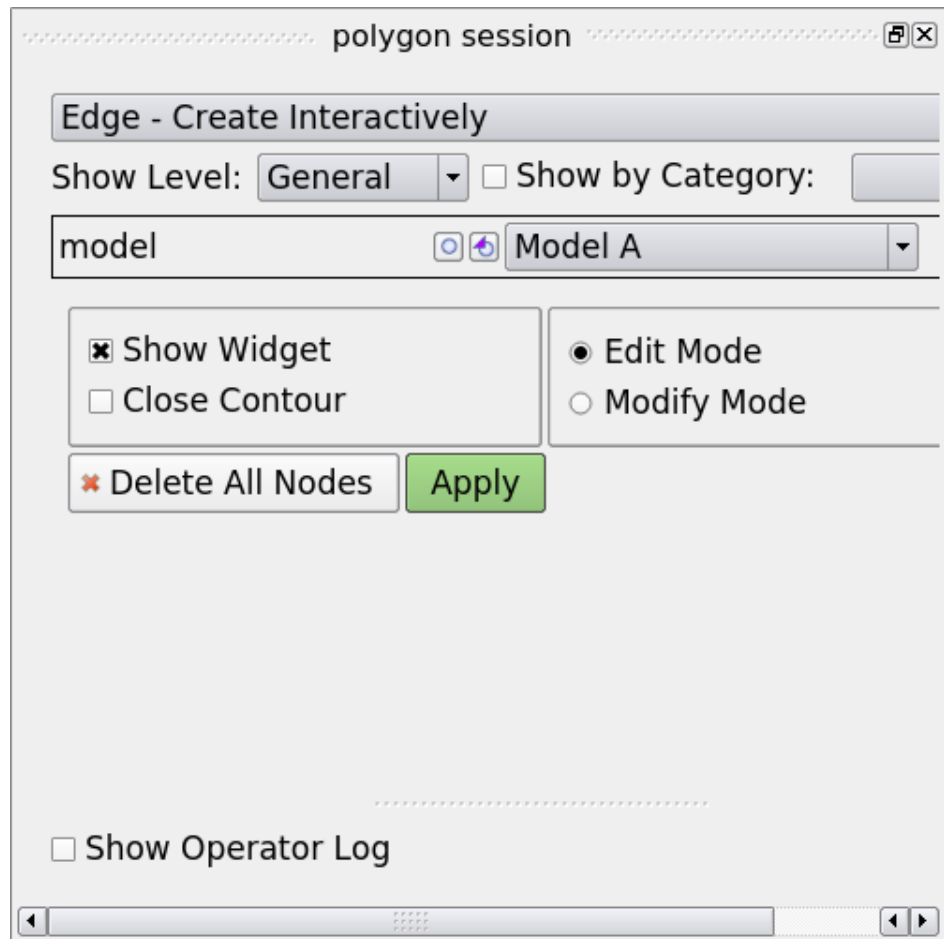 polygon session
Edge - Create Interactively
Show Level: General Show by Category:
model Model A
Show Widget
Close Contour
Edit Mode
Modify Mode
Delete All Nodes Apply
Show Operator Log